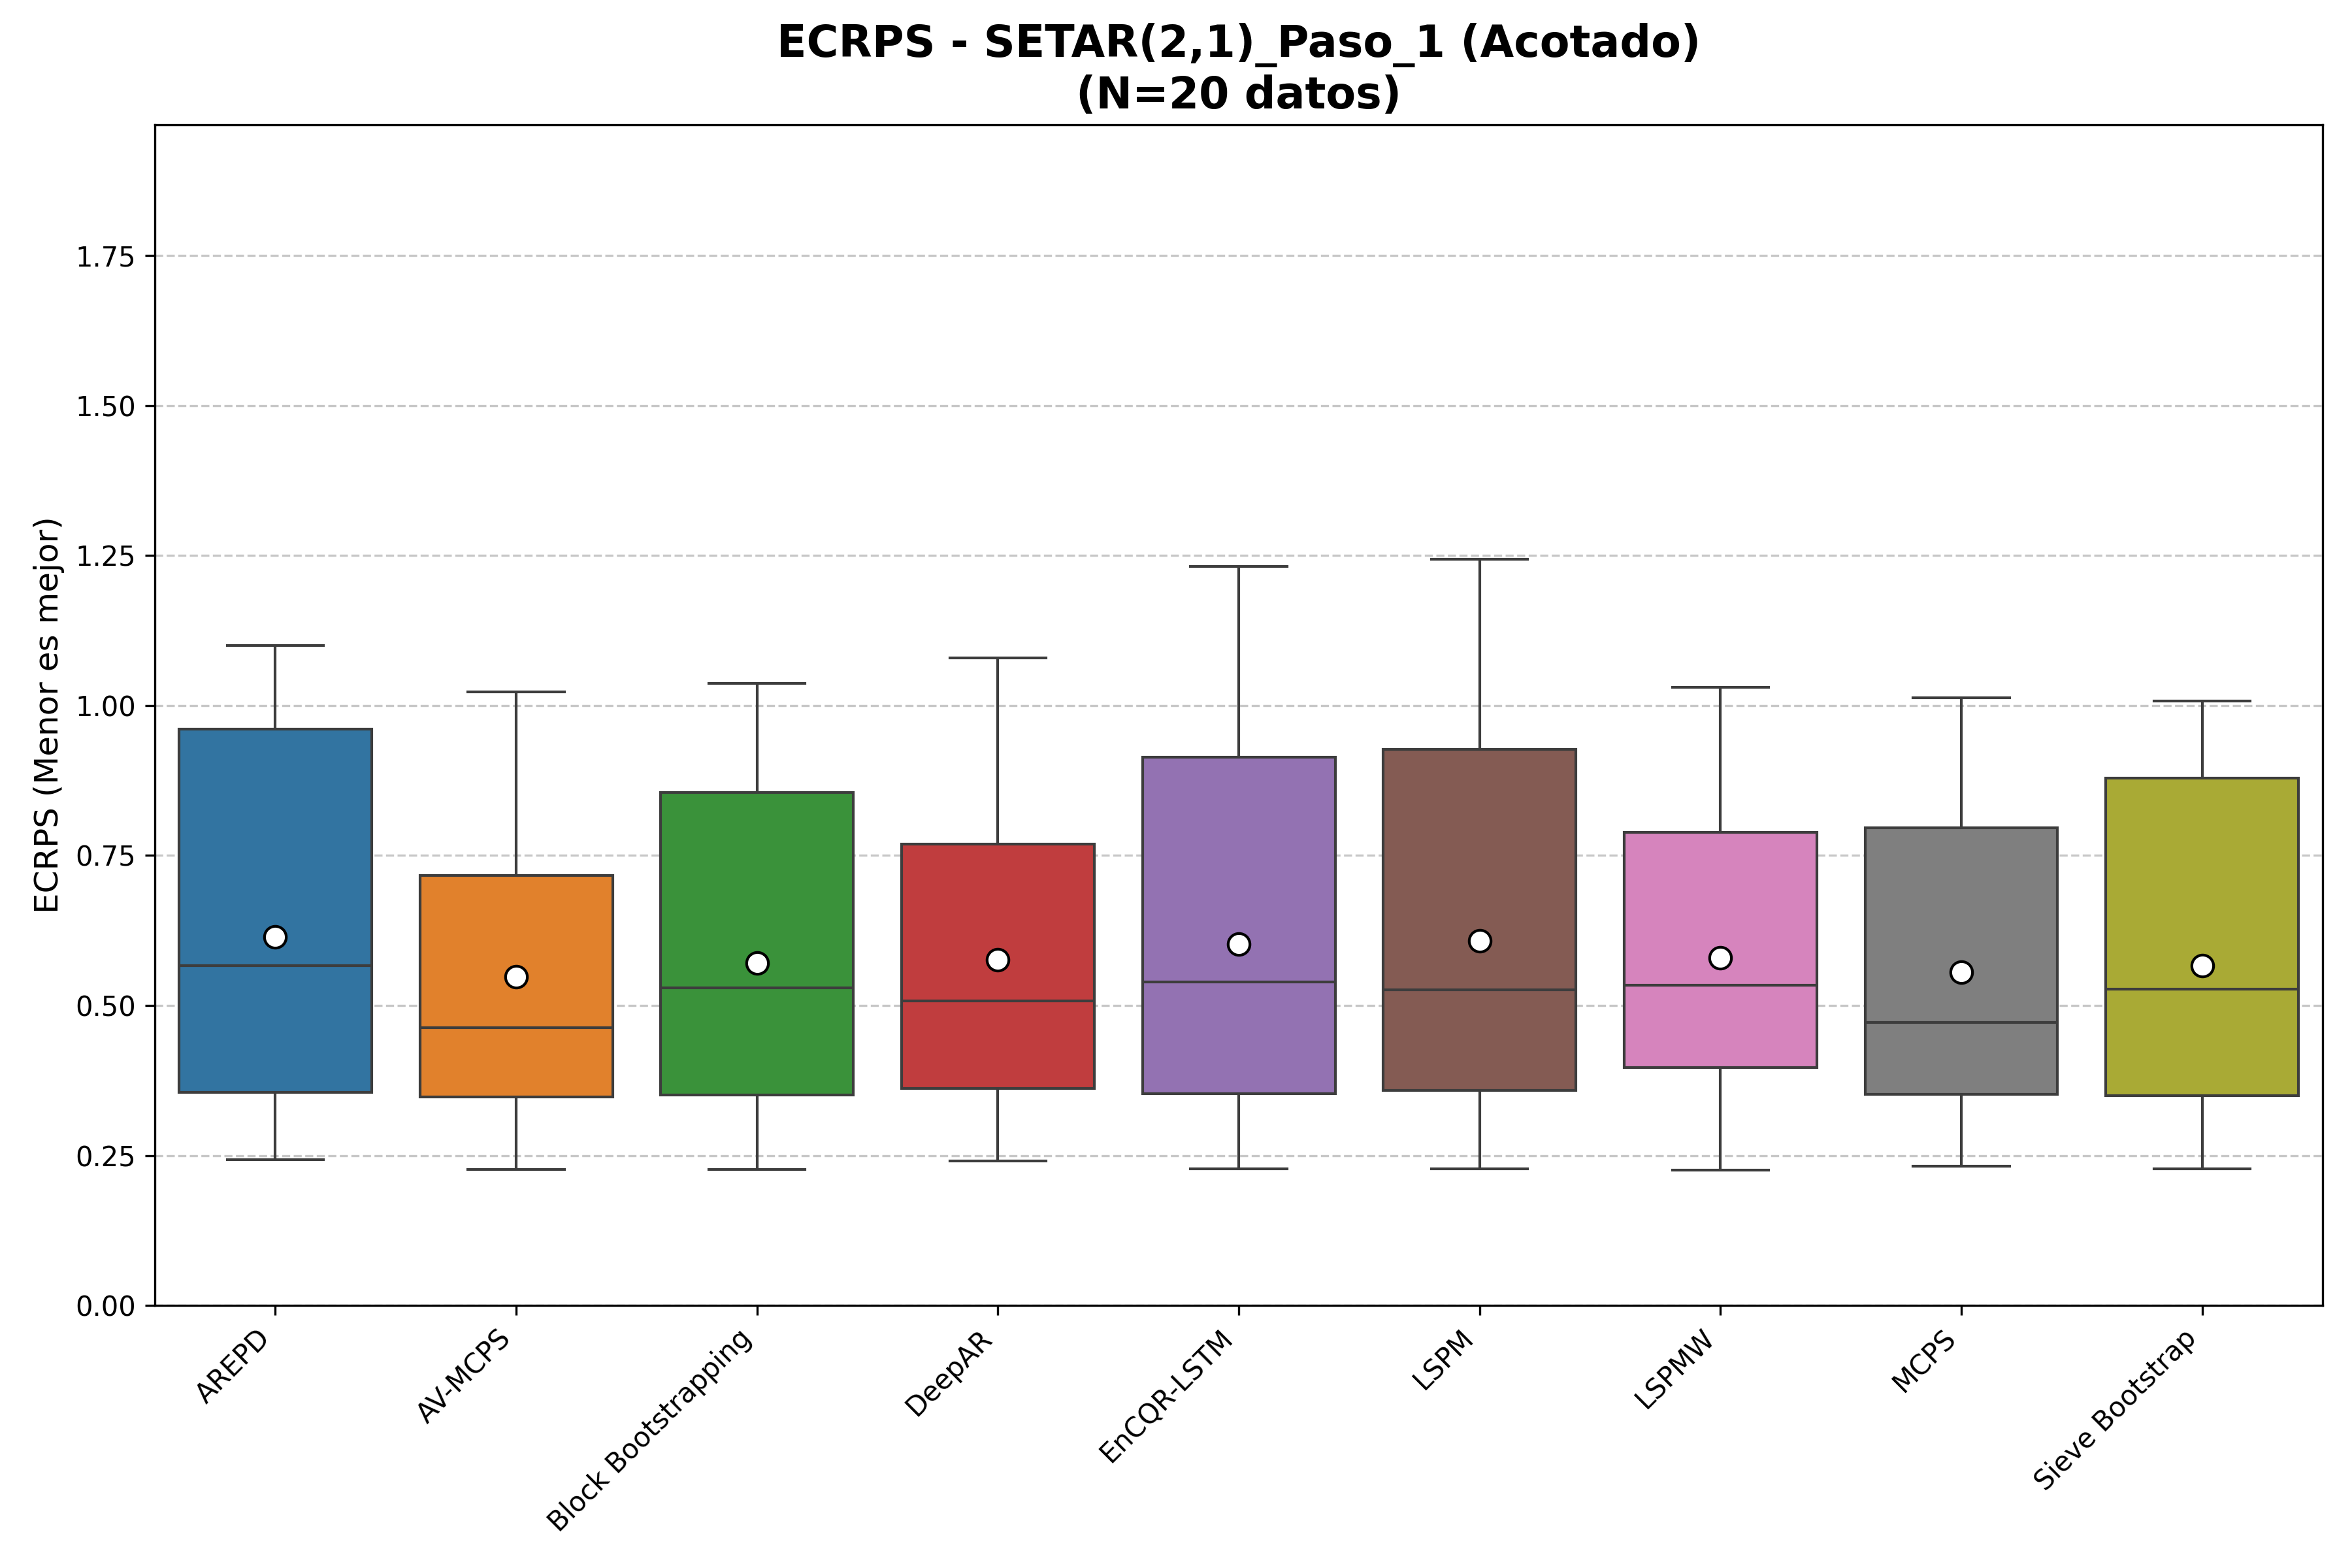 ECRPS - SETAR(2,1)_Paso_1 (Acotado)
(N=20 datos)
ECRPS (Menor es mejor)
1.75
1.50
1.25
1.00
0.75
0.50
0.25
0.00
AREPD
AV-MCPS
Block Bootstrapping
DeepAR
EnCQR-LSTM
LSPM
LSPMW
MCPS
Sieve Bootstrap